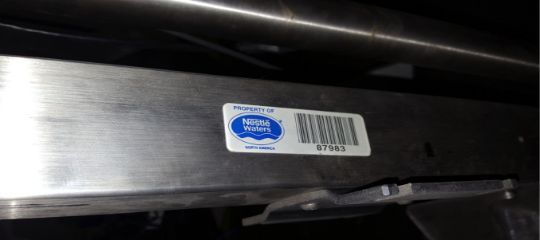 PROPERTY OF
Nestlé
Waters
NORTH AMERICA
87983